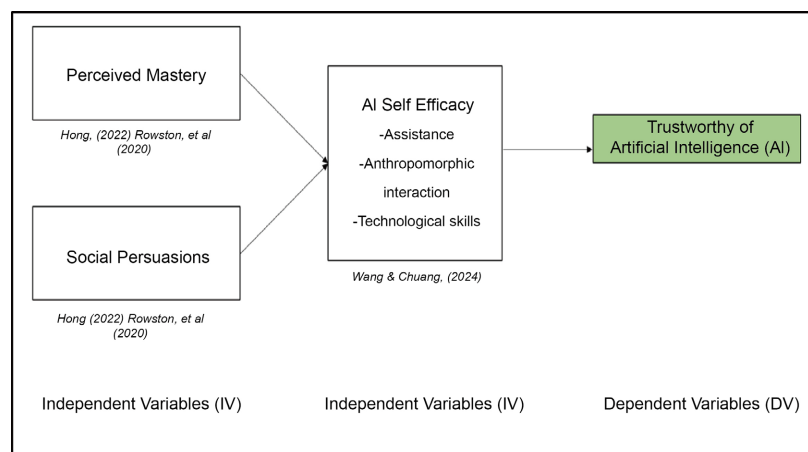 Perceived Mastery
Hong, (2022) Rowston, et al
(2020)
Social Persuasions
Hong (2022) Rowston, et al
(2020)
AI Self Efficacy
-Assistance
-Anthropomorphic
interaction
-Technological skills
Wang & Chuang, (2024)
Trustworthy of
Artificial Intelligence (AI)
Independent Variables (IV)
Independent Variables (IV)
Dependent Variables (DV)